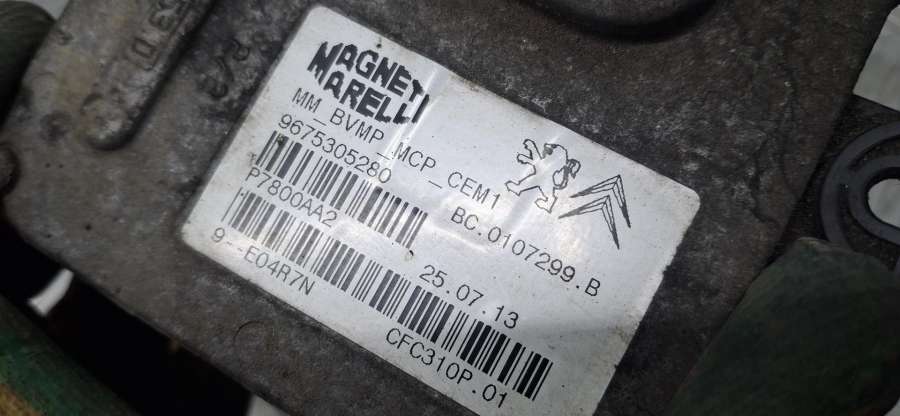 MAGNETI
MARELLI
MM_BVMP_MCP_CEM1
9675305280
BC.0107299.B
P7800AA2
25.07.13
9--E04R7N
CFC310P.01